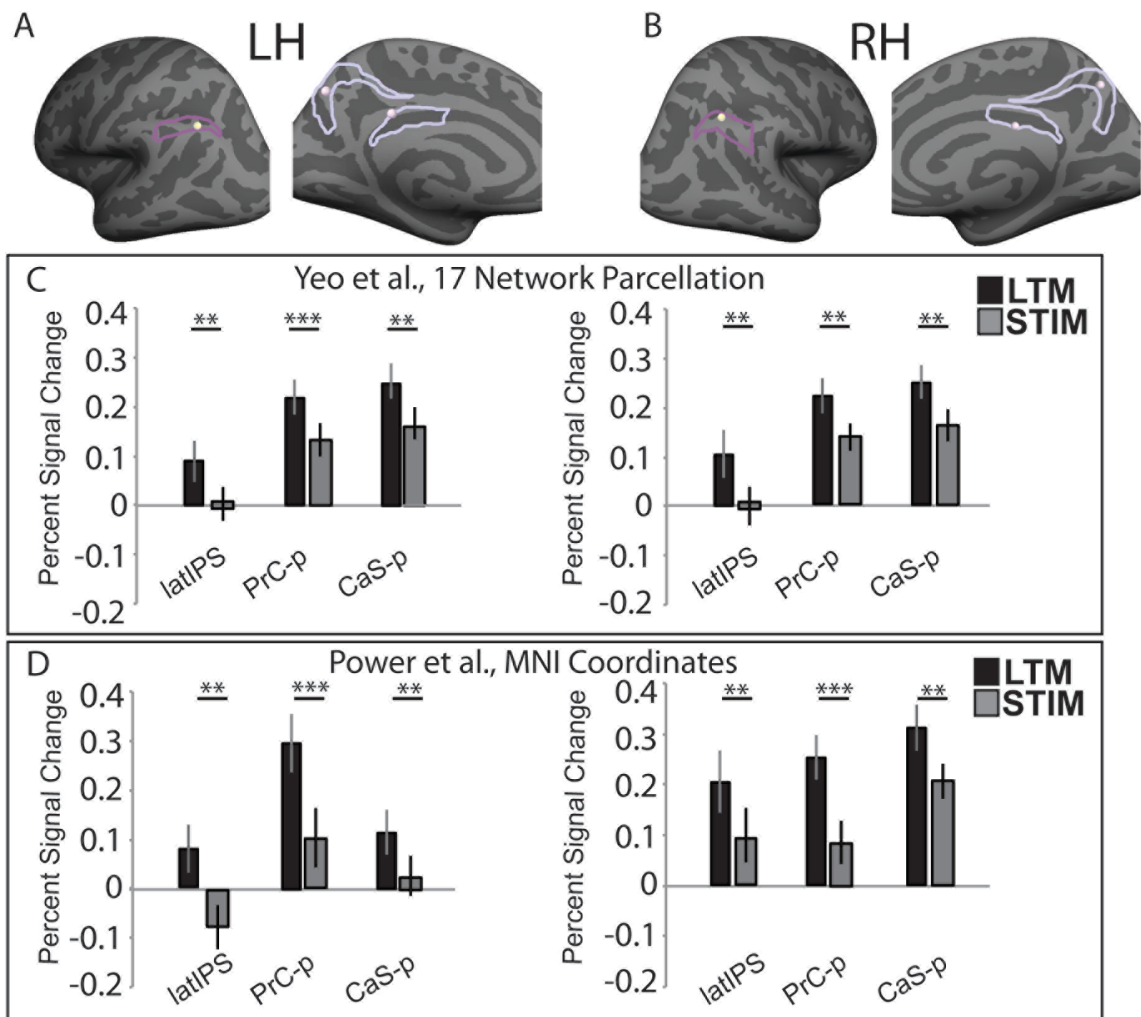 A
LH
B
RH
C
Yeo et al., 17 Network Parcellation
LTM
STIM
Percent Signal Change
0.4
0.3
0.2
0.1
0
-0.1
-0.2
**
***
**
latIPS
PrC-p
CaS-p
Percent Signal Change
0.4
0.3
0.2
0.1
0
-0.1
-0.2
**
**
**
latIPS
PrC-p
CaS-p
D
Power et al., MNI Coordinates
LTM
STIM
Percent Signal Change
0.4
0.3
0.2
0.1
0
-0.1
-0.2
**
***
**
latIPS
PrC-p
CaS-p
Percent Signal Change
0.4
0.3
0.2
0.1
0
-0.1
-0.2
**
***
**
latIPS
PrC-p
CaS-p